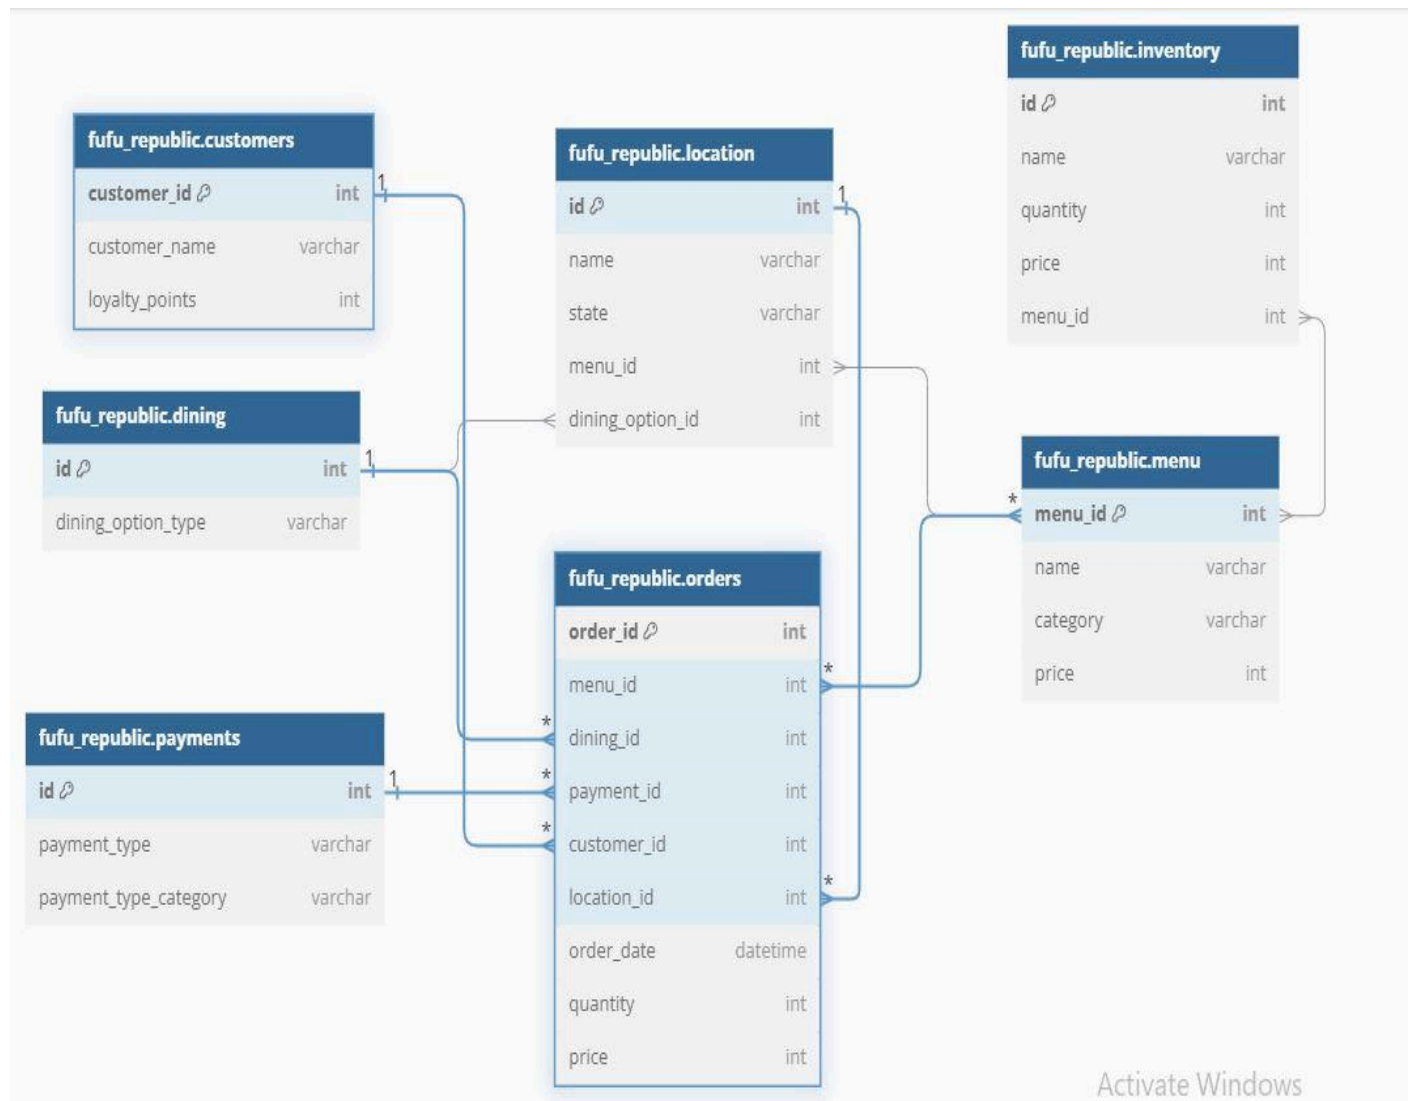 fufu_republic.customers
customer_id int
customer_name varchar
loyalty_points int
1
fufu_republic.dining
id int
dining_option_type varchar
1
fufu_republic.payments
id int
payment_type varchar
payment_type_category varchar
1
fufu_republic.location
id int
name varchar
state varchar
menu_id int
dining_option_id int
1
fufu_republic.orders
order_id int
menu_id int
*
dining_id int
*
payment_id int
*
customer_id int
*
location_id int
*
order_date datetime
quantity int
price int
fufu_republic.inventory
id int
name varchar
quantity int
price int
menu_id int
fufu_republic.menu
*
menu_id int
name varchar
category varchar
price int
Activate Windows